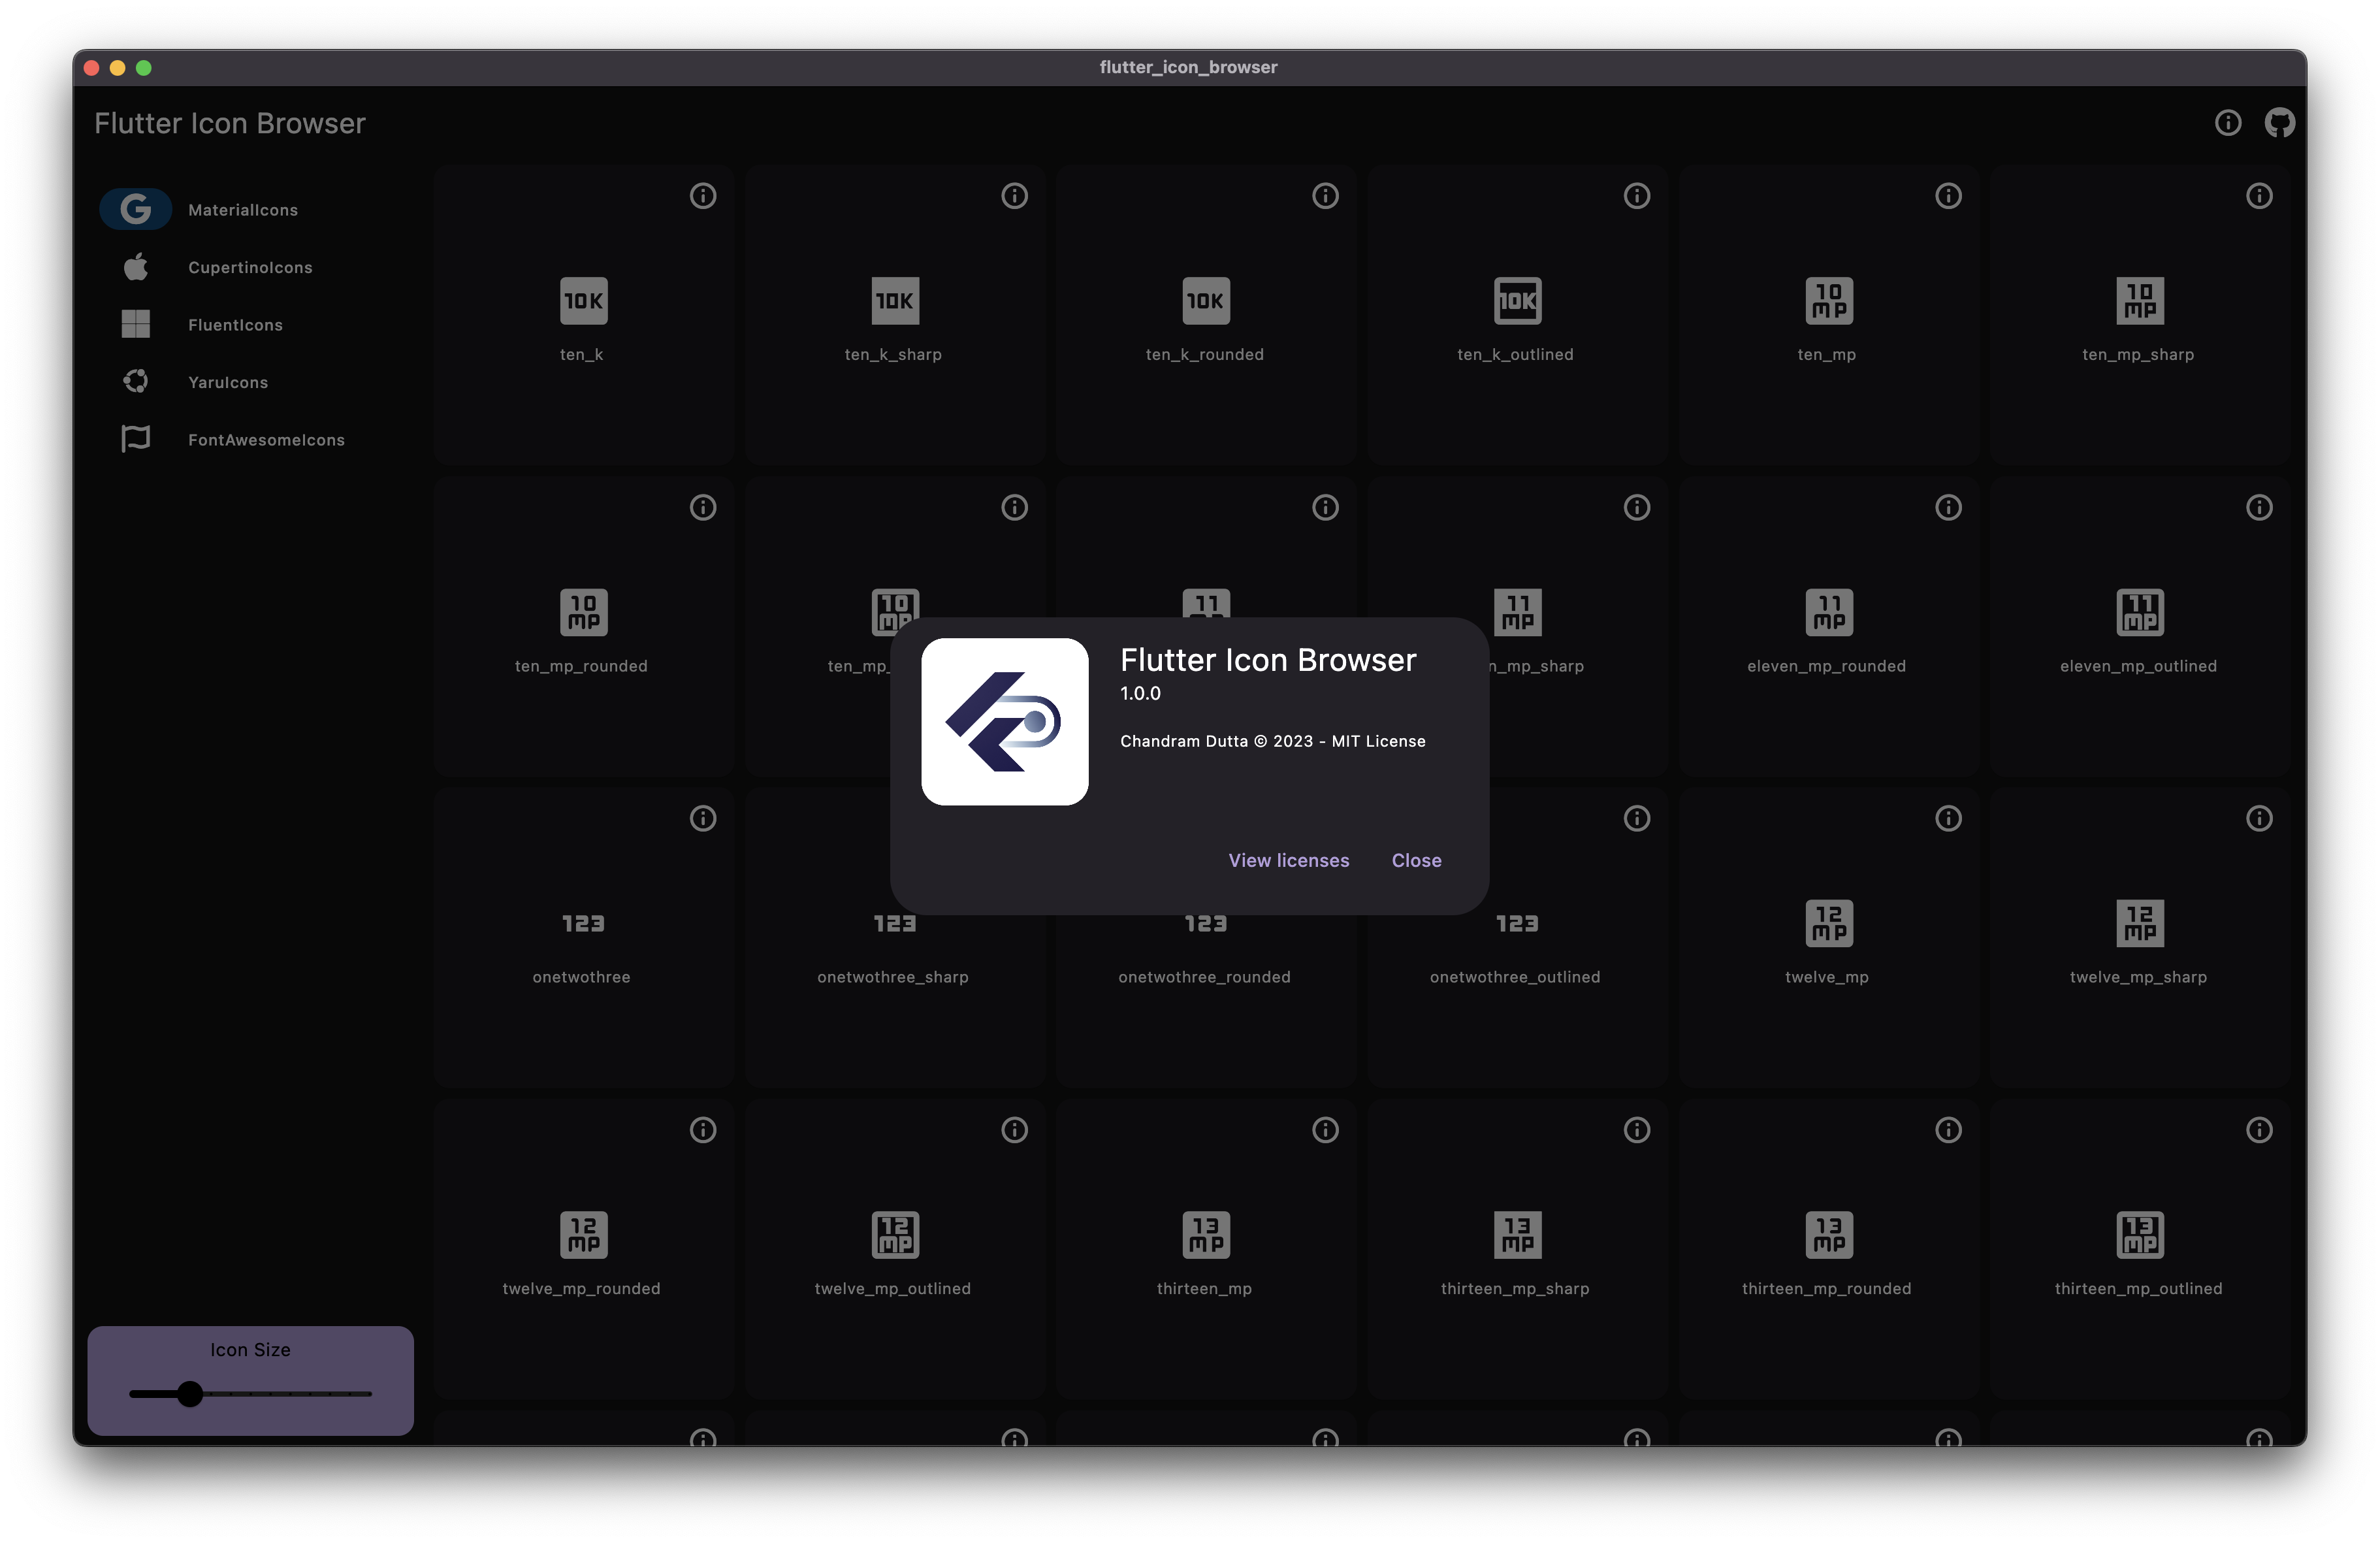 flutter_icon_browser
Flutter Icon Browser
MaterialIcons
CupertinoIcons
FluentIcons
YaruIcons
FontAwesomeIcons
10K 10K 10K 10K 10 mp 10 mp
ten_k ten_k_sharp ten_k_rounded ten_k_outlined ten_mp ten_mp_sharp
10 mp 10 mp 11 11 mp 11 mp 11 mp
ten_mp_rounded ten_mp_ n_mp_sharp eleven_mp_rounded eleven_mp_outlined
Flutter Icon Browser
1.0.0
Chandram Dutta © 2023 - MIT License
View licenses Close
123 123 123 123 12 mp 12 mp
onetwothree onetwothree_sharp onetwothree_rounded onetwothree_outlined twelve_mp twelve_mp_sharp
12 mp 12 mp 13 mp 13 mp 13 mp 13 mp
twelve_mp_rounded twelve_mp_outlined thirteen_mp thirteen_mp_sharp thirteen_mp_rounded thirteen_mp_outlined
Icon Size